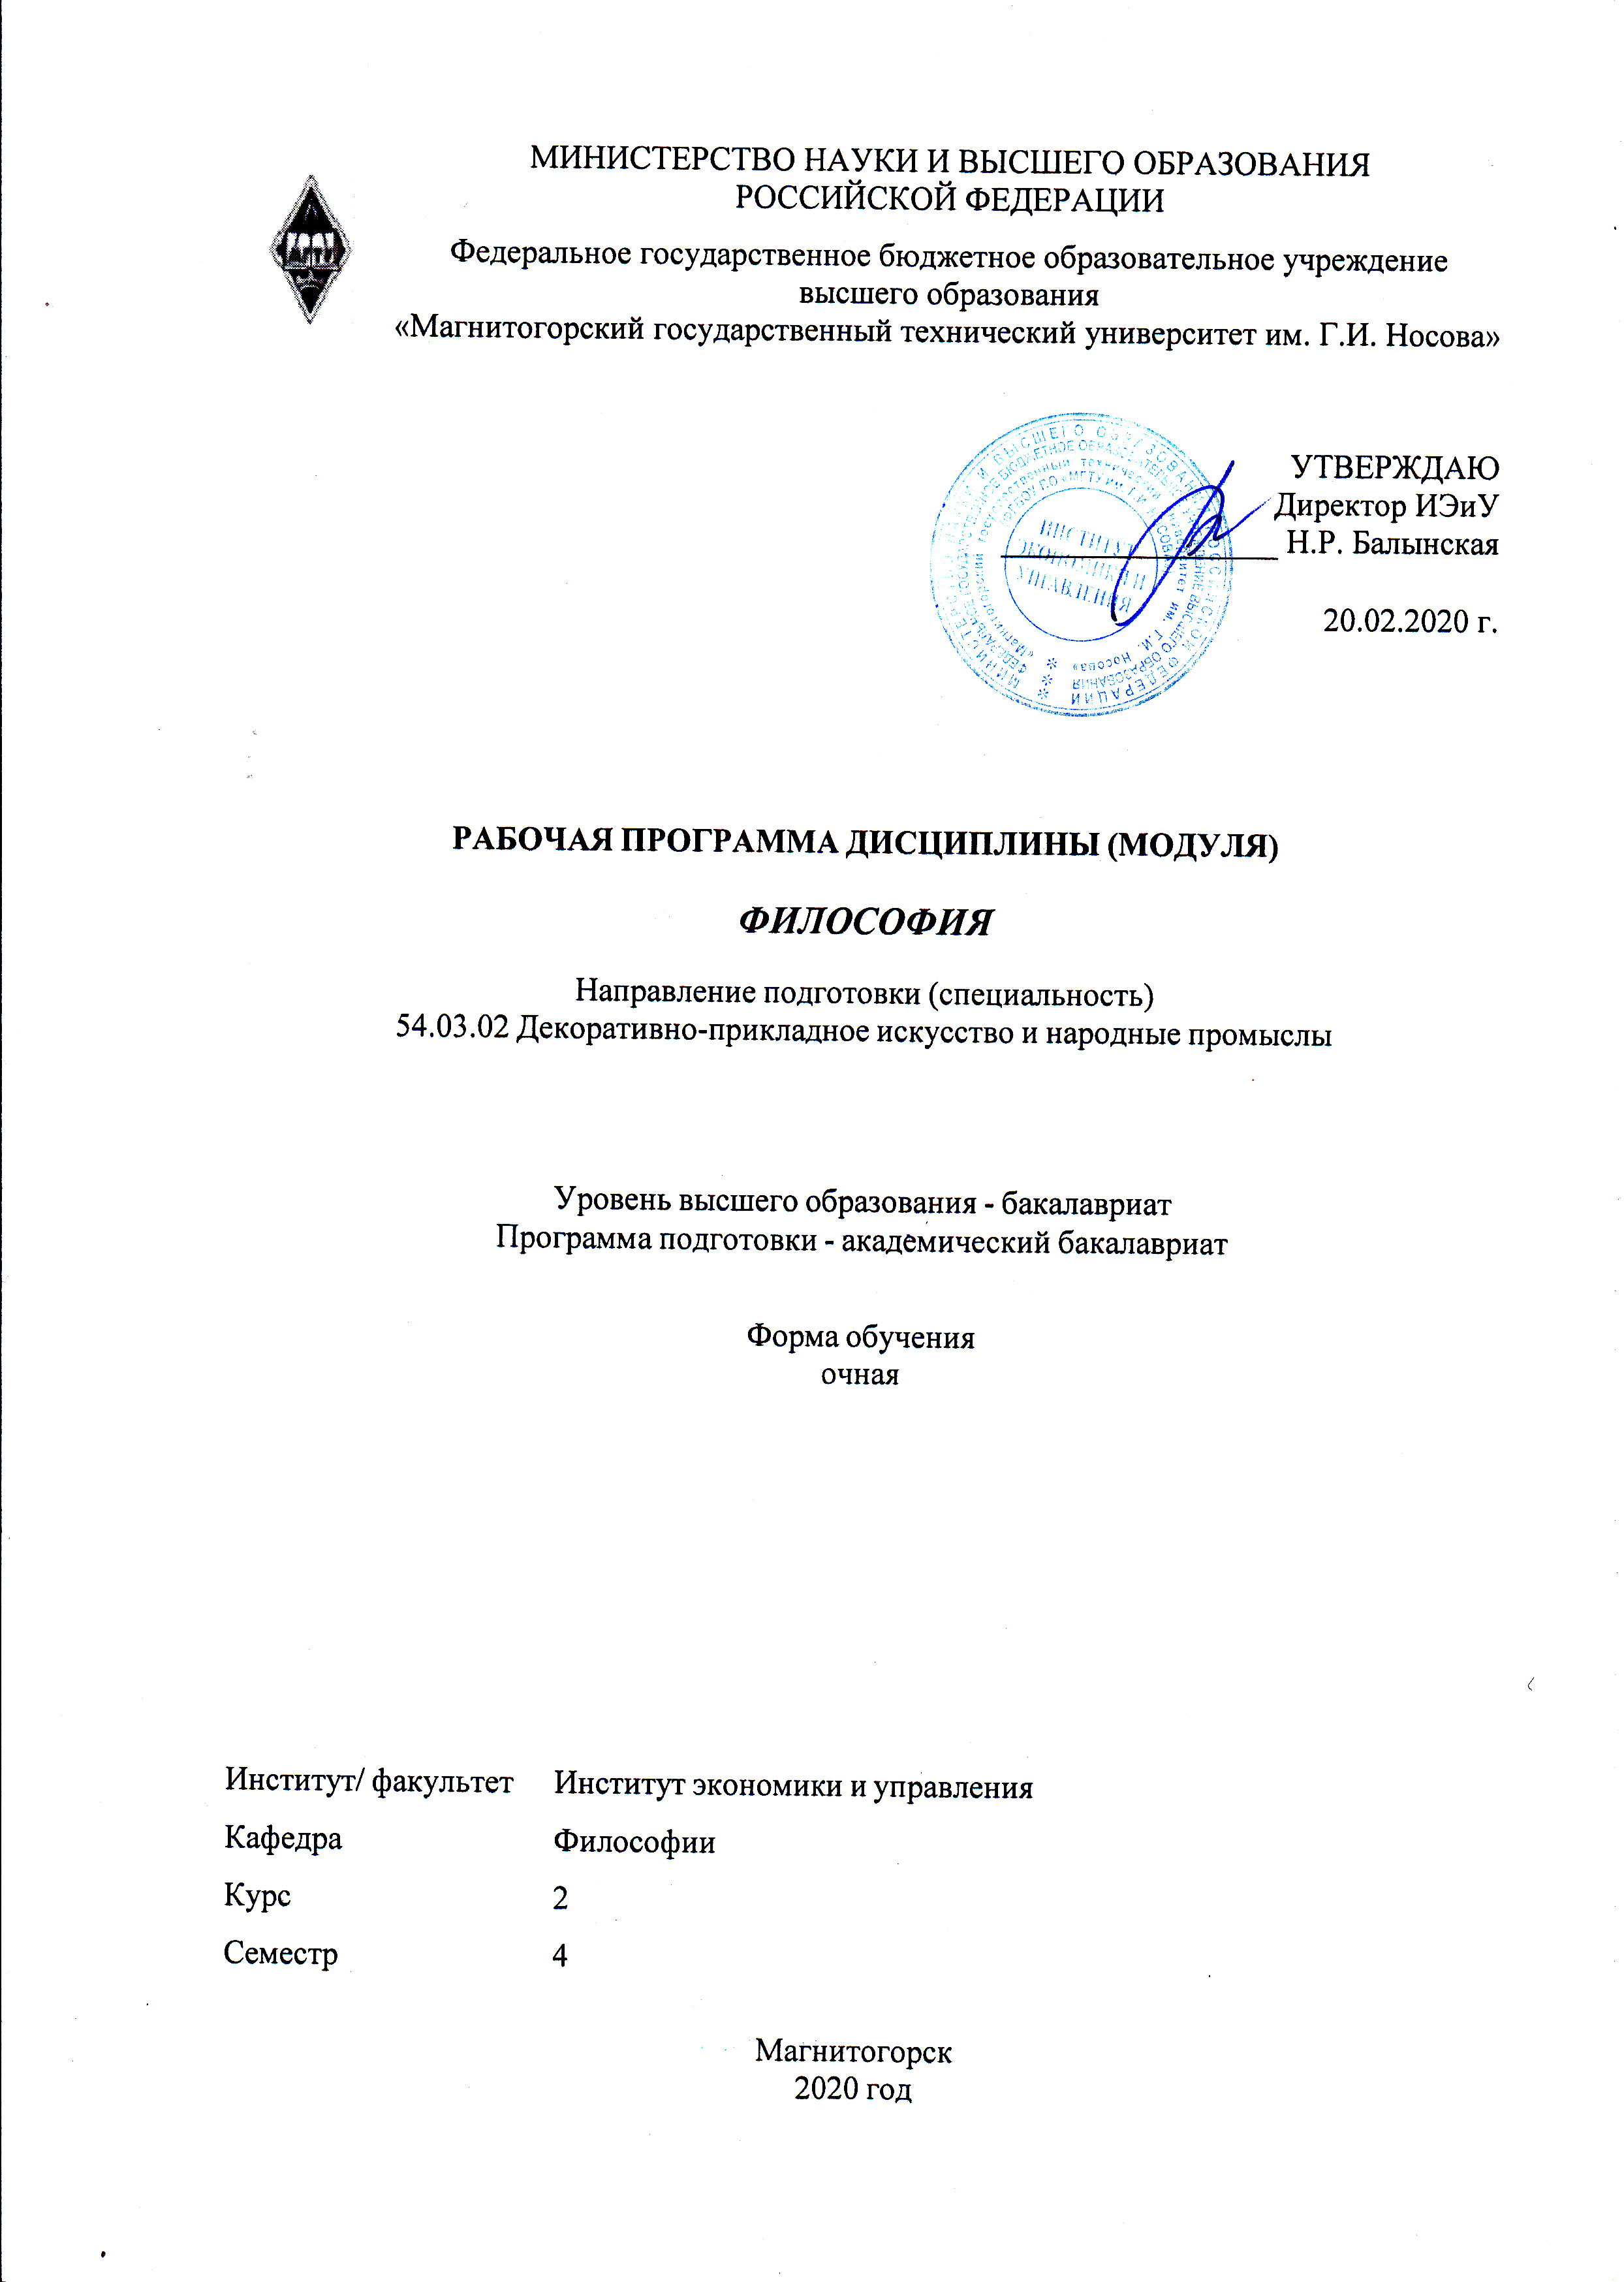 МИНИСТЕРСТВО НАУКИ И ВЫСШЕГО ОБРАЗОВАНИЯ
РОССИЙСКОЙ ФЕДЕРАЦИИ
Федеральное государственное бюджетное образовательное учреждение
высшего образования
«Магнитогорский государственный технический университет им. Г.И. Носова»
УТВЕРЖДАЮ
Директор ИЭиУ
Н.Р. Балынская
20.02.2020 г.
ИНСТИТУТ
ЭКОНОМИКИ И
УПРАВЛЕНИЯ
РАБОЧАЯ ПРОГРАММА ДИСЦИПЛИНЫ (МОДУЛЯ)
ФИЛОСОФИЯ
Направление подготовки (специальность)
54.03.02 Декоративно-прикладное искусство и народные промыслы
Уровень высшего образования - бакалавриат
Программа подготовки - академический бакалавриат
Форма обучения
очная
Институт/ факультет Институт экономики и управления
Кафедра Философии
Курс 2
Семестр 4
Магнитогорск
2020 год